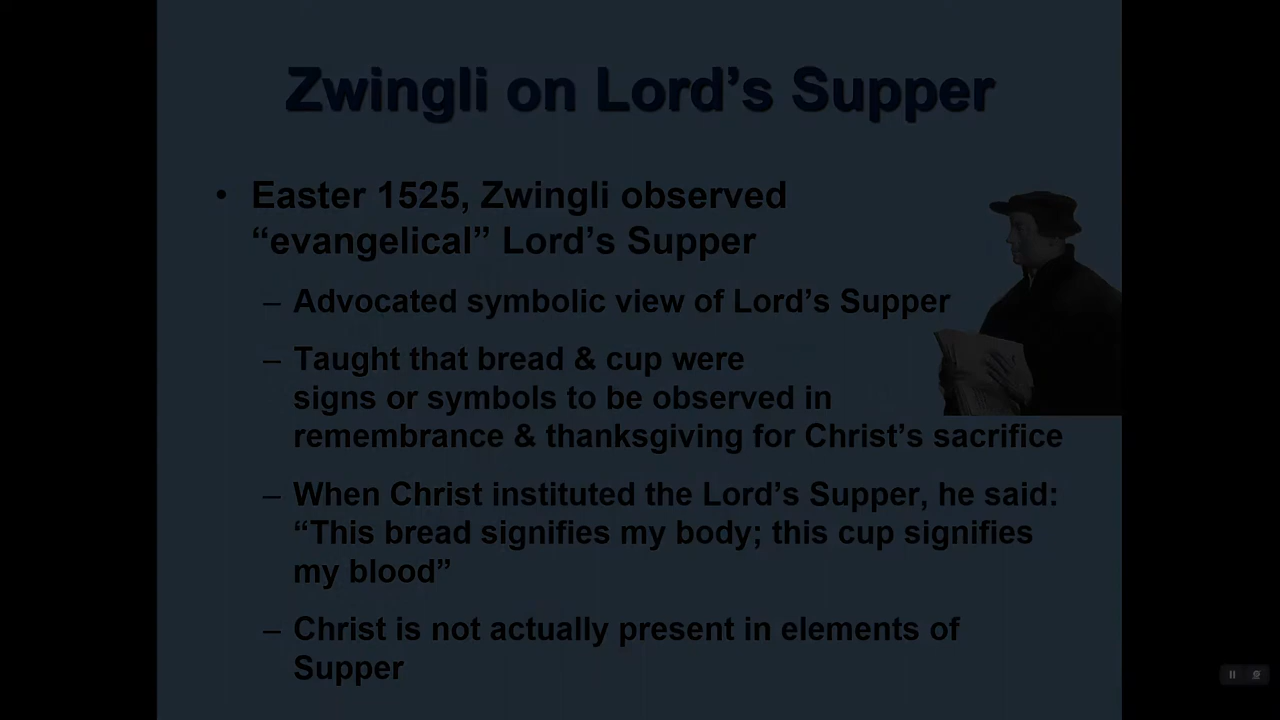 Zwingli on Lord’s Supper
• Easter 1525, Zwingli observed
“evangelical” Lord’s Supper
– Advocated symbolic view of Lord’s Supper
– Taught that bread & cup were
signs or symbols to be observed in
remembrance & thanksgiving for Christ’s sacrifice
– When Christ instituted the Lord’s Supper, he said:
“This bread signifies my body; this cup signifies
my blood”
– Christ is not actually present in elements of
Supper